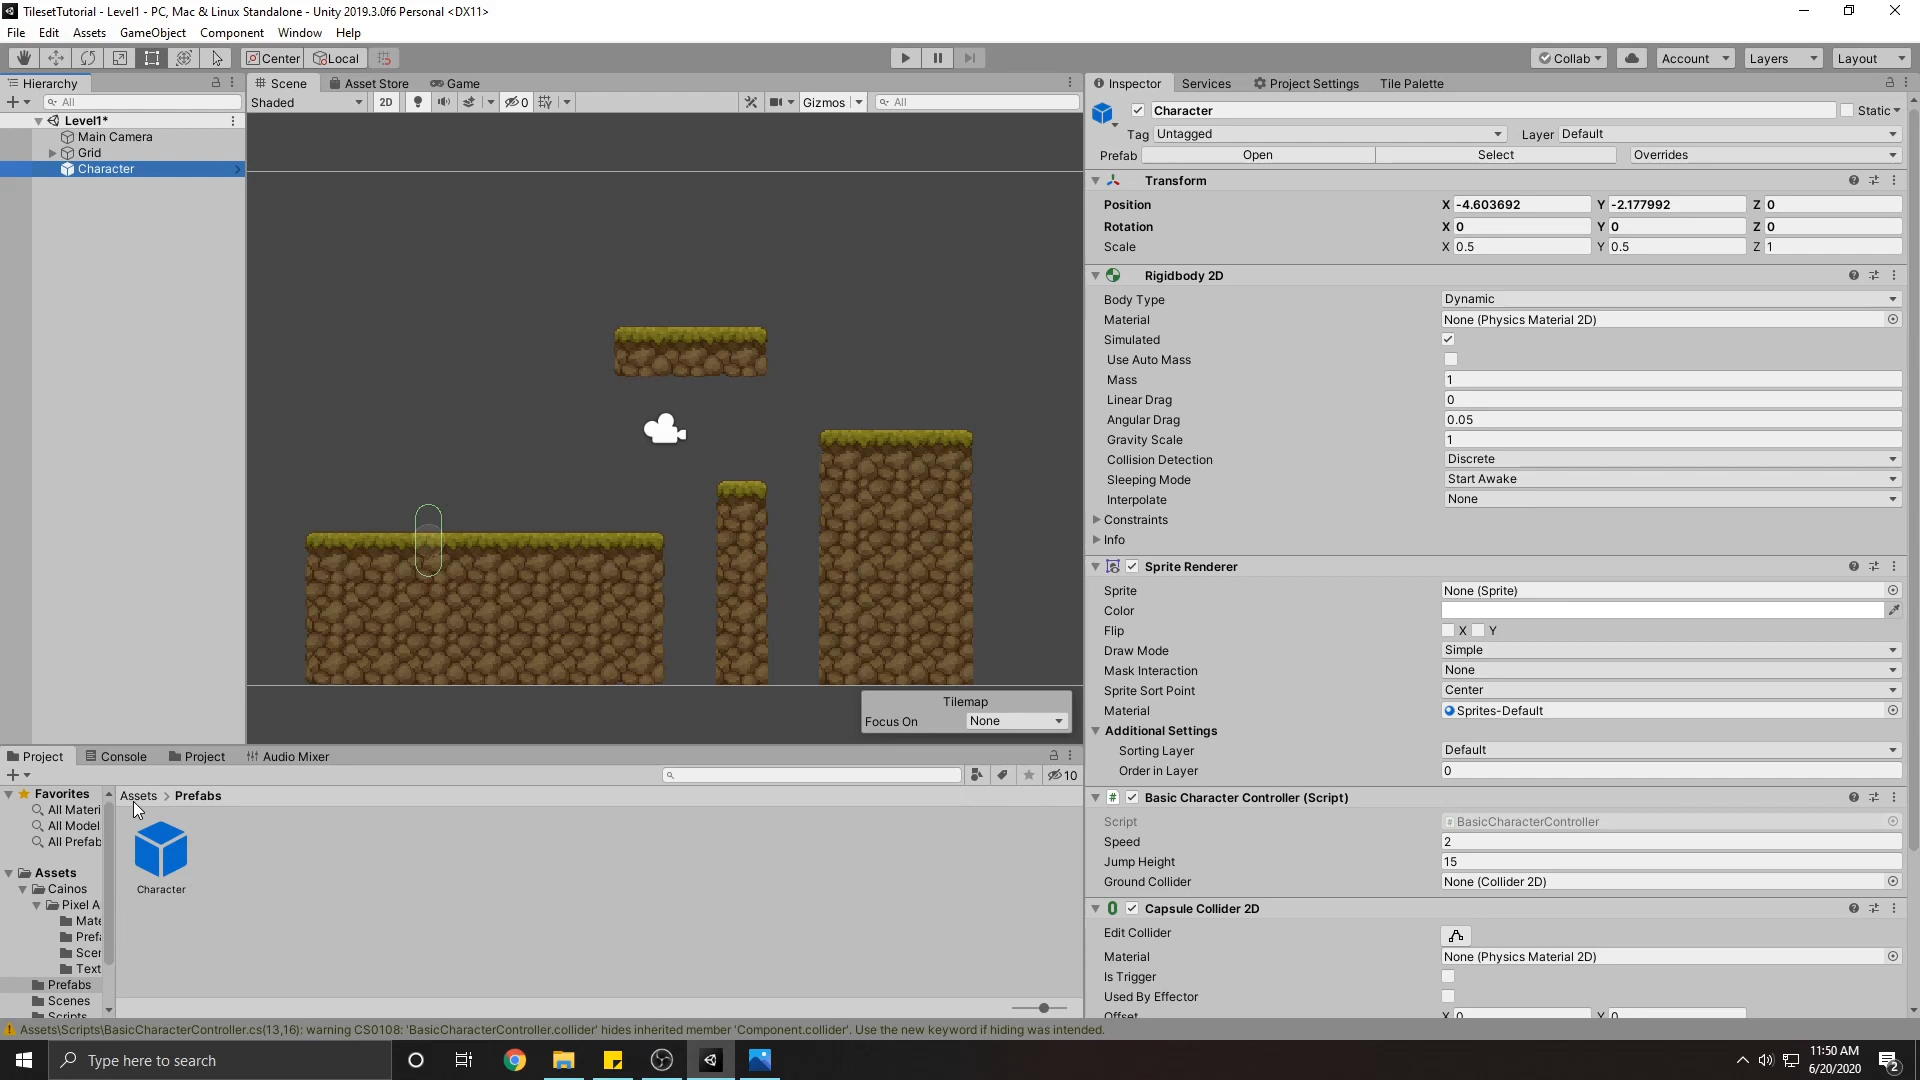 TilesetTutorial - Level1 - PC, Mac & Linux Standalone - Unity 2019.3.0f6 Personal <DX11>
File Edit Assets GameObject Component Window Help
Center Local Collab Account Layers Layout
Hierarchy
All
Level1*
Main Camera
Grid
Character
Scene Asset Store Game
Shaded 2D 0 Gizmos All
Tilemap
Focus On None
Inspector Services Project Settings Tile Palette
Character Static
Tag Untagged Layer Default
Prefab Open Select Overrides
Transform
Position X -4.603692 Y -2.177992 Z 0
Rotation X 0 Y 0 Z 0
Scale X 0.5 Y 0.5 Z 1
Rigidbody 2D
Body Type Dynamic
Material None (Physics Material 2D)
Simulated
Use Auto Mass
Mass 1
Linear Drag 0
Angular Drag 0.05
Gravity Scale 1
Collision Detection Discrete
Sleeping Mode Start Awake
Interpolate None
Constraints
Info
Sprite Renderer
Sprite None (Sprite)
Color
Flip X Y
Draw Mode Simple
Mask Interaction None
Sprite Sort Point Center
Material Sprites-Default
Additional Settings
Sorting Layer Default
Order in Layer 0
# Basic Character Controller (Script)
Script BasicCharacterController
Speed 2
Jump Height 15
Ground Collider None (Collider 2D)
Capsule Collider 2D
Edit Collider
Material None (Physics Material 2D)
Is Trigger
Used By Effector
Offset X 0 Y 0
Project Console Project Audio Mixer
10
Favorites
All Materi
All Model
All Prefab
Assets
Cainos
Pixel A
Mate
Prefa
Scen
Text
Prefabs
Scenes
Scripts
Assets > Prefabs
Character
Assets\Scripts\BasicCharacterController.cs(13,16): warning CS0108: 'BasicCharacterController.collider' hides inherited member 'Component.collider'. Use the new keyword if hiding was intended.
Type here to search
11:50 AM
6/20/2020
2